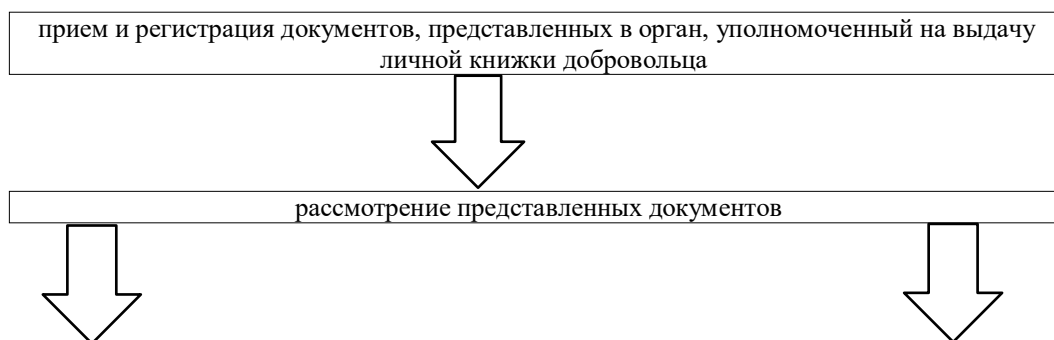 прием и регистрация документов, представленных в орган, уполномоченный на выдачу
личной книжки добровольца
рассмотрение представленных документов